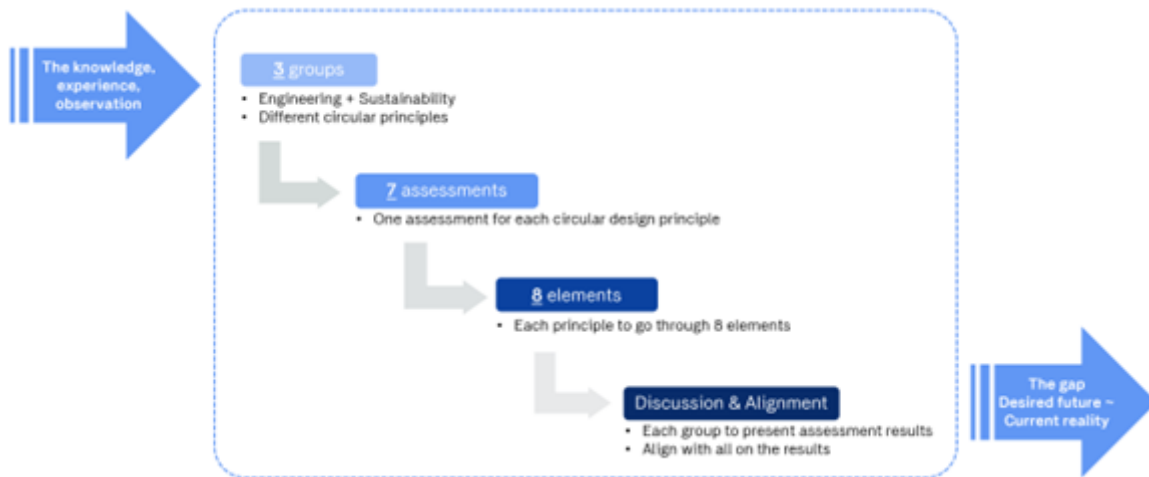 The knowledge,
experience,
observation
3 groups
• Engineering + Sustainability
• Different circular principles
7 assessments
• One assessment for each circular design principle
8 elements
• Each principle to go through 8 elements
Discussion & Alignment
• Each group to present assessment results
• Align with all on the results
The gap
Desired future ~
Current reality